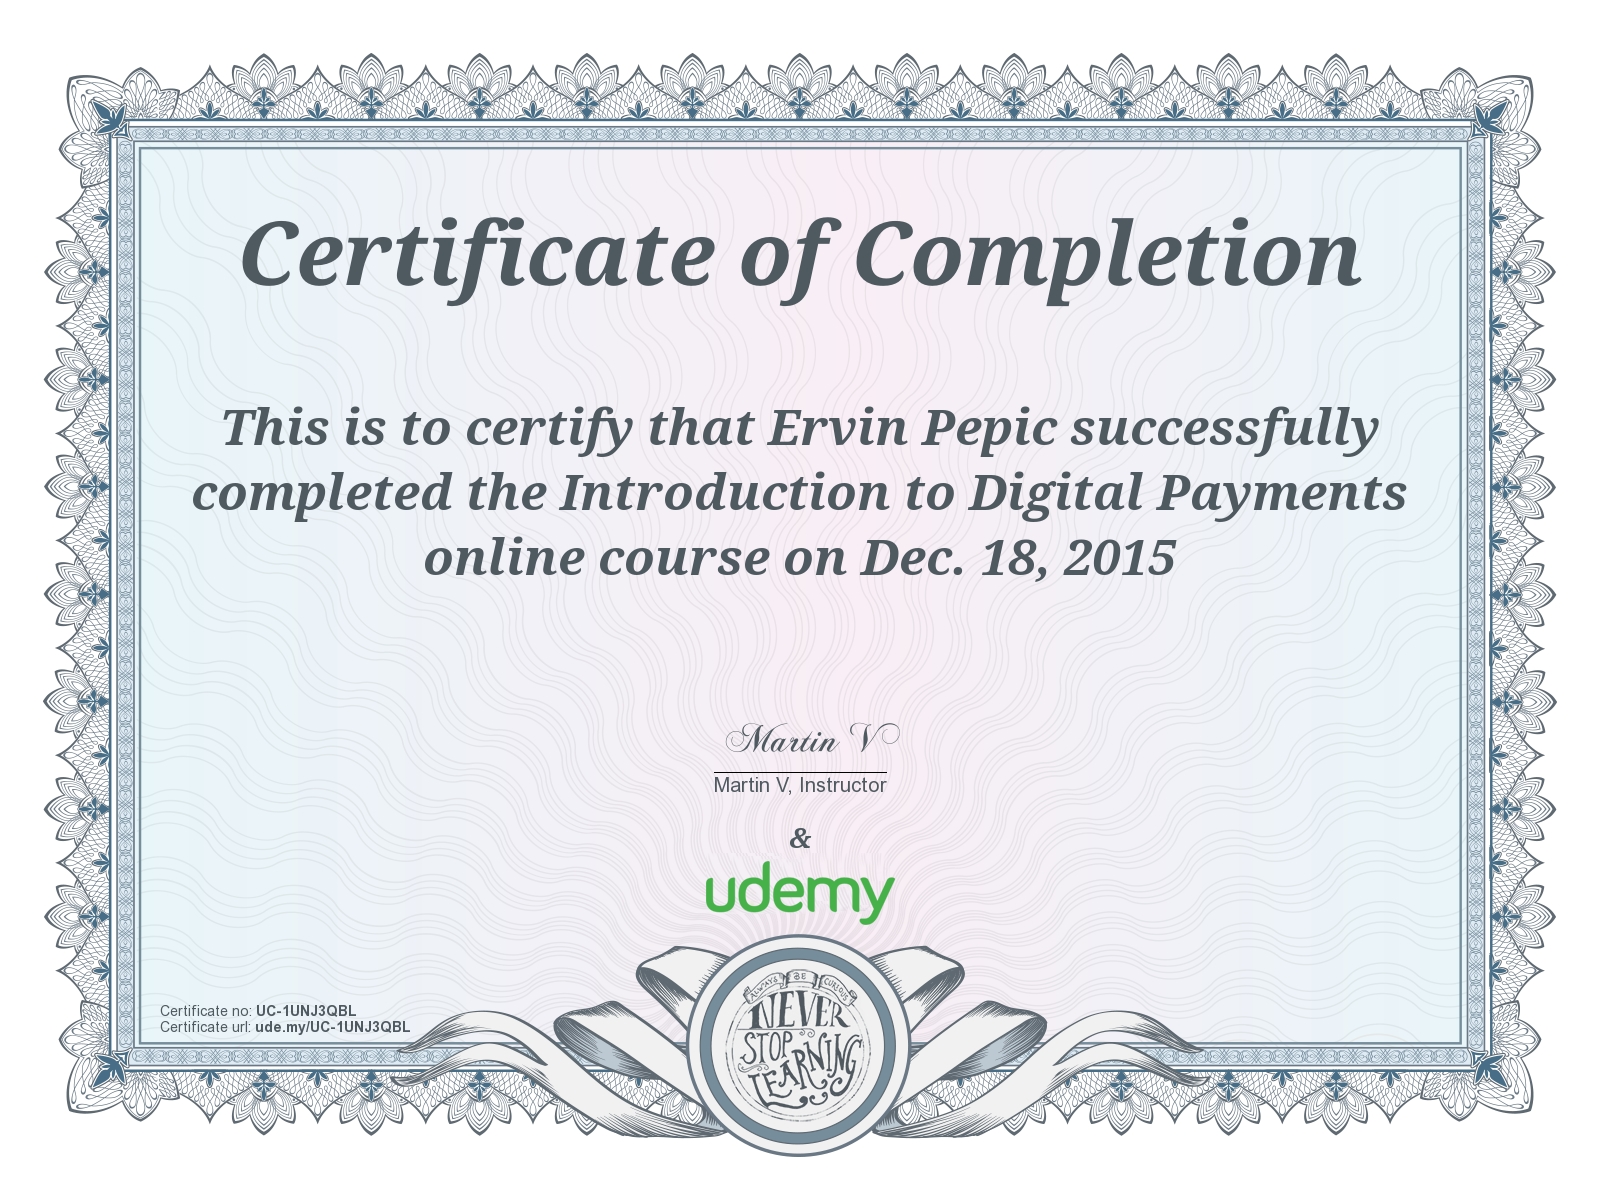 Certificate of Completion
This is to certify that Ervin Pepic successfully
completed the Introduction to Digital Payments
online course on Dec. 18, 2015
Martin V
Martin V, Instructor
&
udemy
Certificate no: UC-1UNJ3QBL
Certificate url: ude.my/UC-1UNJ3QBL
ALWAYS BE CURIOUS
NEVER
STOP
LEARNING